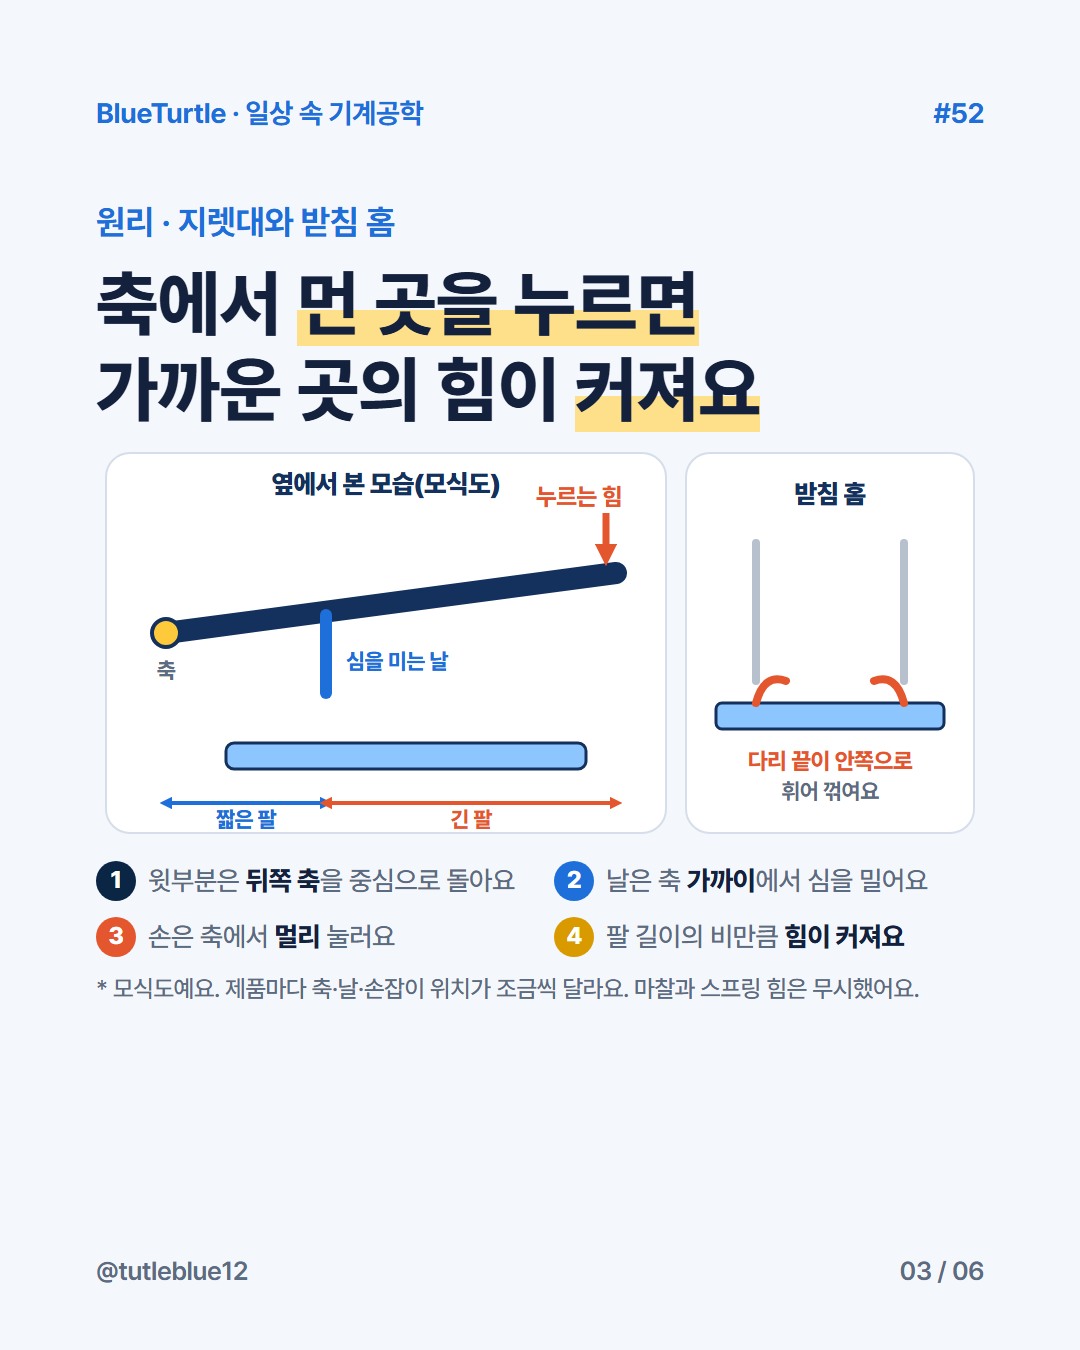 BlueTurtle · 일상 속 기계공학
#52
원리 · 지렛대와 받침 홈
축에서 먼 곳을 누르면
가까운 곳의 힘이 커져요
옆에서 본 모습(모식도)
누르는 힘
축
심을 미는 날
짧은 팔
긴 팔
받침 홈
다리 끝이 안쪽으로
휘어 꺾여요
1 윗부분은 뒤쪽 축을 중심으로 돌아요
2 날은 축 가까이에서 심을 밀어요
3 손은 축에서 멀리 눌러요
4 팔 길이의 비만큼 힘이 커져요
* 모식도예요. 제품마다 축·날·손잡이 위치가 조금씩 달라요. 마찰과 스프링 힘은 무시했어요.
@tutleblue12
03 / 06